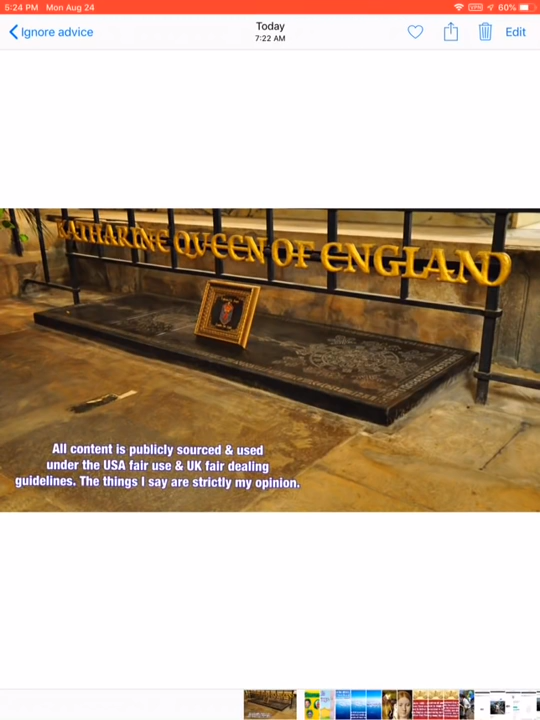 5:24 PM Mon Aug 24
VPN
60%
Ignore advice
Today
7:22 AM
Edit
KATHARINE QUEEN OF ENGLAND
All content is publicly sourced & used
under the USA fair use & UK fair dealing
guidelines. The things I say are strictly my opinion.